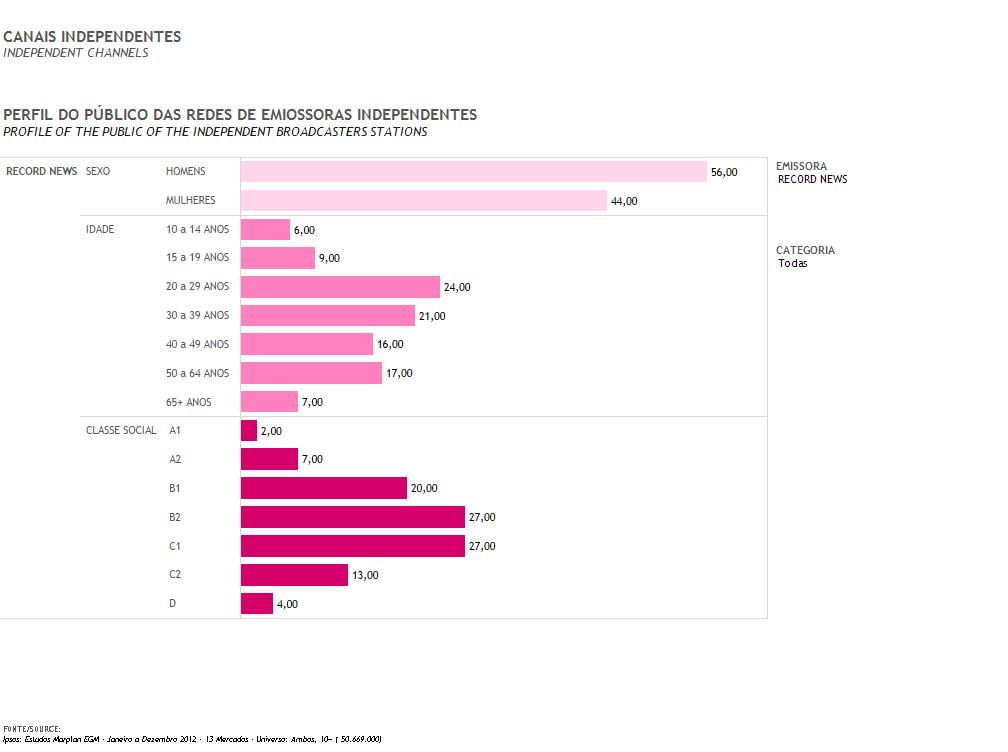 CANAIS INDEPENDENTES
INDEPENDENT CHANNELS
PERFIL DO PÚBLICO DAS REDES DE EMIOSSORAS INDEPENDENTES
PROFILE OF THE PUBLIC OF THE INDEPENDENT BROADCASTERS STATIONS
RECORD NEWS SEXO HOMENS 56,00
MULHERES 44,00
IDADE 10 a 14 ANOS 6,00
15 a 19 ANOS 9,00
20 a 29 ANOS 24,00
30 a 39 ANOS 21,00
40 a 49 ANOS 16,00
50 a 64 ANOS 17,00
65+ ANOS 7,00
CLASSE SOCIAL A1 2,00
A2 7,00
B1 20,00
B2 27,00
C1 27,00
C2 13,00
D 4,00
EMISSORA
RECORD NEWS
CATEGORIA
Todas
FONTE/SOURCE:
Ipsos: Estudos Marplan EGM - Janeiro a Dezembro 2012 - 13 Mercados - Universo: Ambos, 10+ ( 50.669.000)